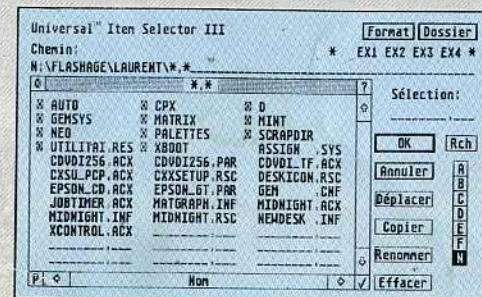 Universal™ Item Selector III
Format Dossier
Chemin:
* EX1 EX2 EX3 EX4 *
N:\FLASHAGE\LAURENT\*.*
*.*
?
Sélection:
AUTO CPX D
GEMSYS MATRIX MINT
NEO PALETTES SCRAPDIR
UTILITAI.RES XBOOT ASSIGN .SYS
CDVDI256.ACX CDVDI256.PAR CDVDI_TF.ACX
CXSU_PCP.ACX CXXSETUP.RSC DESKICON.RSC
EPSON_CD.ACX EPSON_GT.PAR GEM .CNF
JOBTIMER.ACX MATGRAPH.INF MIDNIGHT.ACX
MIDNIGHT.INF MIDNIGHT.RSC NEWDESK .INF
XCONTROL.ACX
OK
Rch
Annuler
Déplacer
Copier
Renommer
Effacer
A
B
C
D
E
F
N
P
Nom